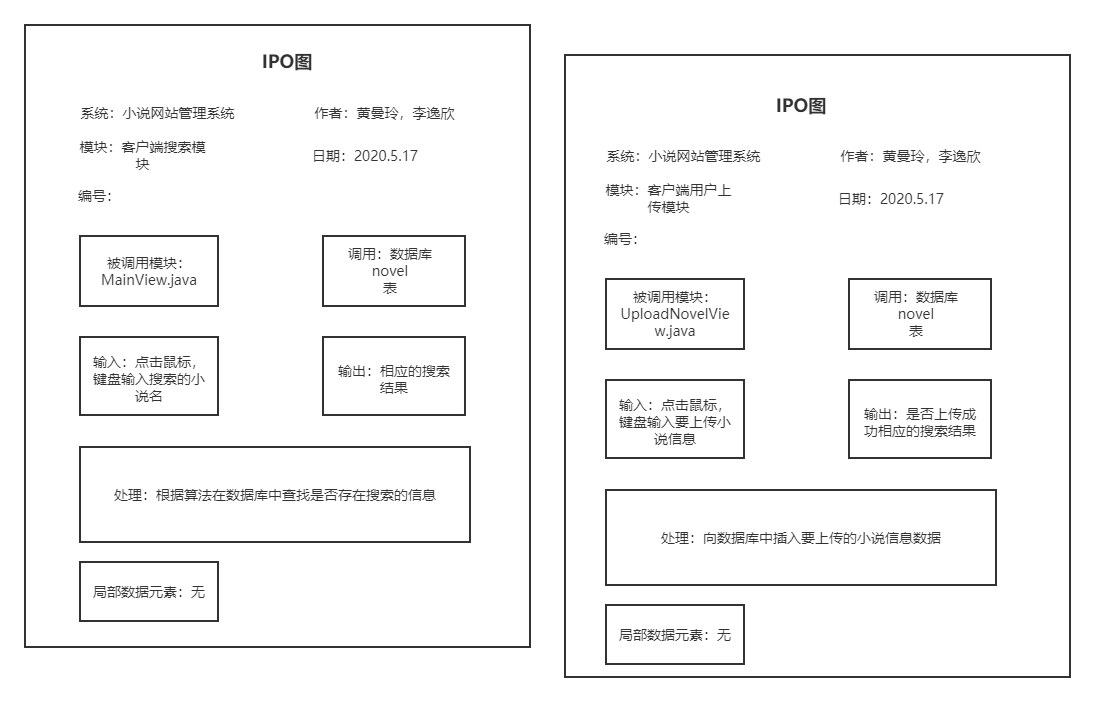 IPO图
系统：小说网站管理系统
作者：黄曼玲，李逸欣
模块：客户端搜索模
块
日期：2020.5.17
编号：
被调用模块：
MainView.java
调用：数据库
novel
表
输入：点击鼠标，
键盘输入搜索的小
说名
输出：相应的搜索
结果
处理：根据算法在数据库中查找是否存在搜索的信息
局部数据元素：无
IPO图
系统：小说网站管理系统
作者：黄曼玲，李逸欣
模块：客户端用户上
传模块
日期：2020.5.17
编号：
被调用模块：
UploadNovelVie
w.java
调用：数据库
novel
表
输入：点击鼠标，
键盘输入要上传小
说信息
输出：是否上传成
功相应的搜索结果
处理：向数据库中插入要上传的小说信息数据
局部数据元素：无